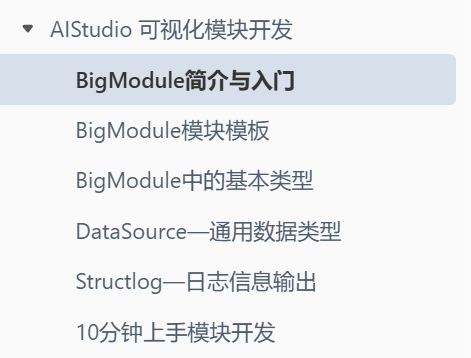 AIStudio 可视化模块开发
BigModule简介与入门
BigModule模块模板
BigModule中的基本类型
DataSource—通用数据类型
Structlog—日志信息输出
10分钟上手模块开发